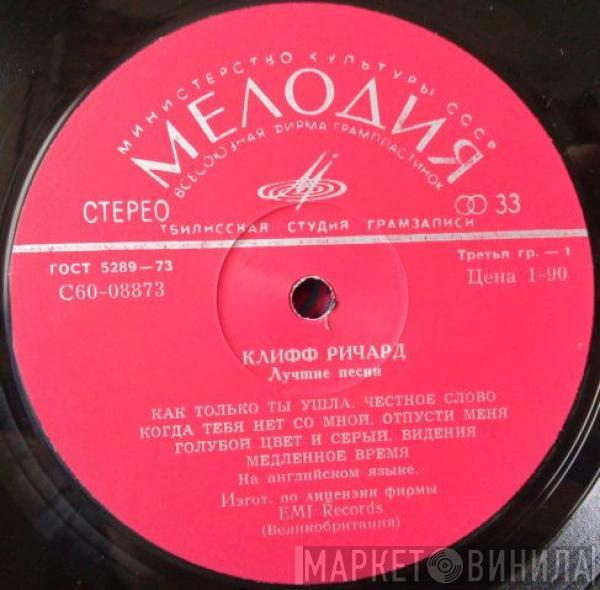 МИНИСТЕРСТВО КУЛЬТУРЫ СССР
МЕЛОДИЯ
ВСЕСОЮЗНАЯ ФИРМА ГРАМПЛАСТИНОК
СТЕРЕО
33
ТБИЛИССКАЯ СТУДИЯ ГРАМЗАПИСИ
ГОСТ 5289—73
Третья гр. — 1
С60-08873
Цена 1-90
КЛИФФ РИЧАРД
Лучшие песни
КАК ТОЛЬКО ТЫ УШЛА. ЧЕСТНОЕ СЛОВО
КОГДА ТЕБЯ НЕТ СО МНОЙ. ОТПУСТИ МЕНЯ
ГОЛУБОЙ ЦВЕТ И СЕРЫЙ. ВИДЕНИЯ
МЕДЛЕННОЕ ВРЕМЯ
На английском языке.
Изгот. по лицензии фирмы
EMI Records
(Великобритания)
МАРКЕТ ВИНИЛА